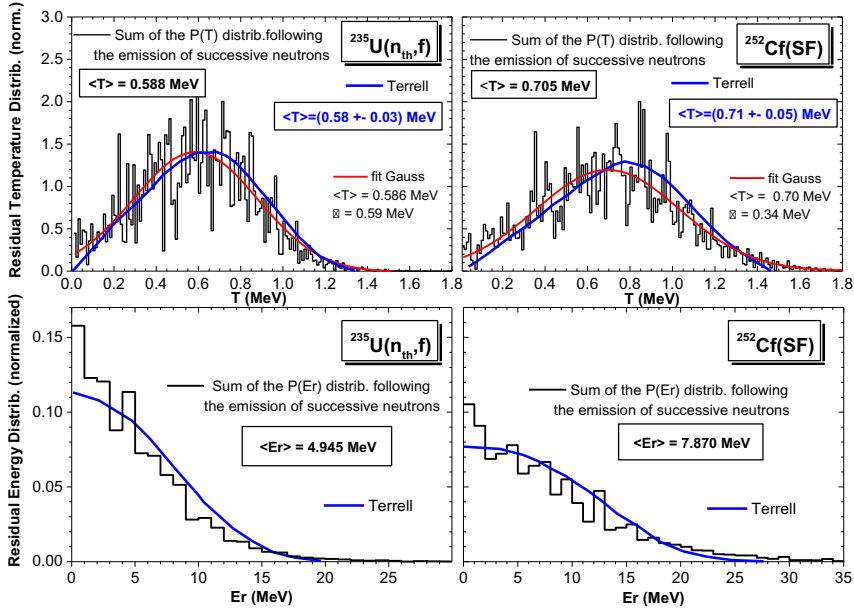 3.0
2.5
2.0
1.5
1.0
0.5
0.0
Residual Temperature Distrib. (norm.)
Sum of the P(T) distrib.following
the emission of successive neutrons
235U(nth,f)
<T> = 0.588 MeV
Terrell
<T>=(0.58 +- 0.03) MeV
fit Gauss
<T> = 0.586 MeV
= 0.59 MeV
0.0 0.2 0.4 0.6 0.8 1.0 1.2 1.4 1.6 1.8
T (MeV)
Sum of the P(T) distrib. following
the emission of successive neutrons
252Cf(SF)
<T> = 0.705 MeV
Terrell
<T>=(0.71 +- 0.05) MeV
fit Gauss
<T> = 0.70 MeV
= 0.34 MeV
0.2 0.4 0.6 0.8 1.0 1.2 1.4 1.6 1.8
T (MeV)
0.15
0.10
0.05
0.00
Residual Energy Distrib. (normalized)
235U(nth,f)
Sum of the P(Er) distrib. following
the emission of successive neutrons
<Er> = 4.945 MeV
Terrell
0 5 10 15 20 25
Er (MeV)
252Cf(SF)
Sum of the P(Er) distrib. following
the emission of successive neutrons
<Er> = 7.870 MeV
Terrell
0 5 10 15 20 25 30 35
Er (MeV)